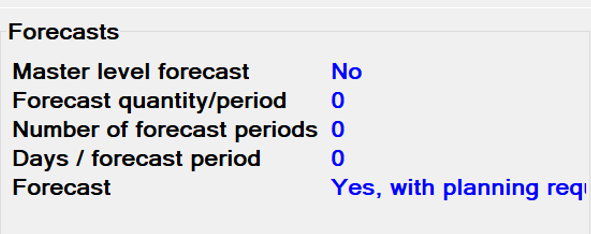 Forecasts
Master level forecast No
Forecast quantity/period 0
Number of forecast periods 0
Days / forecast period 0
Forecast Yes, with planning requ